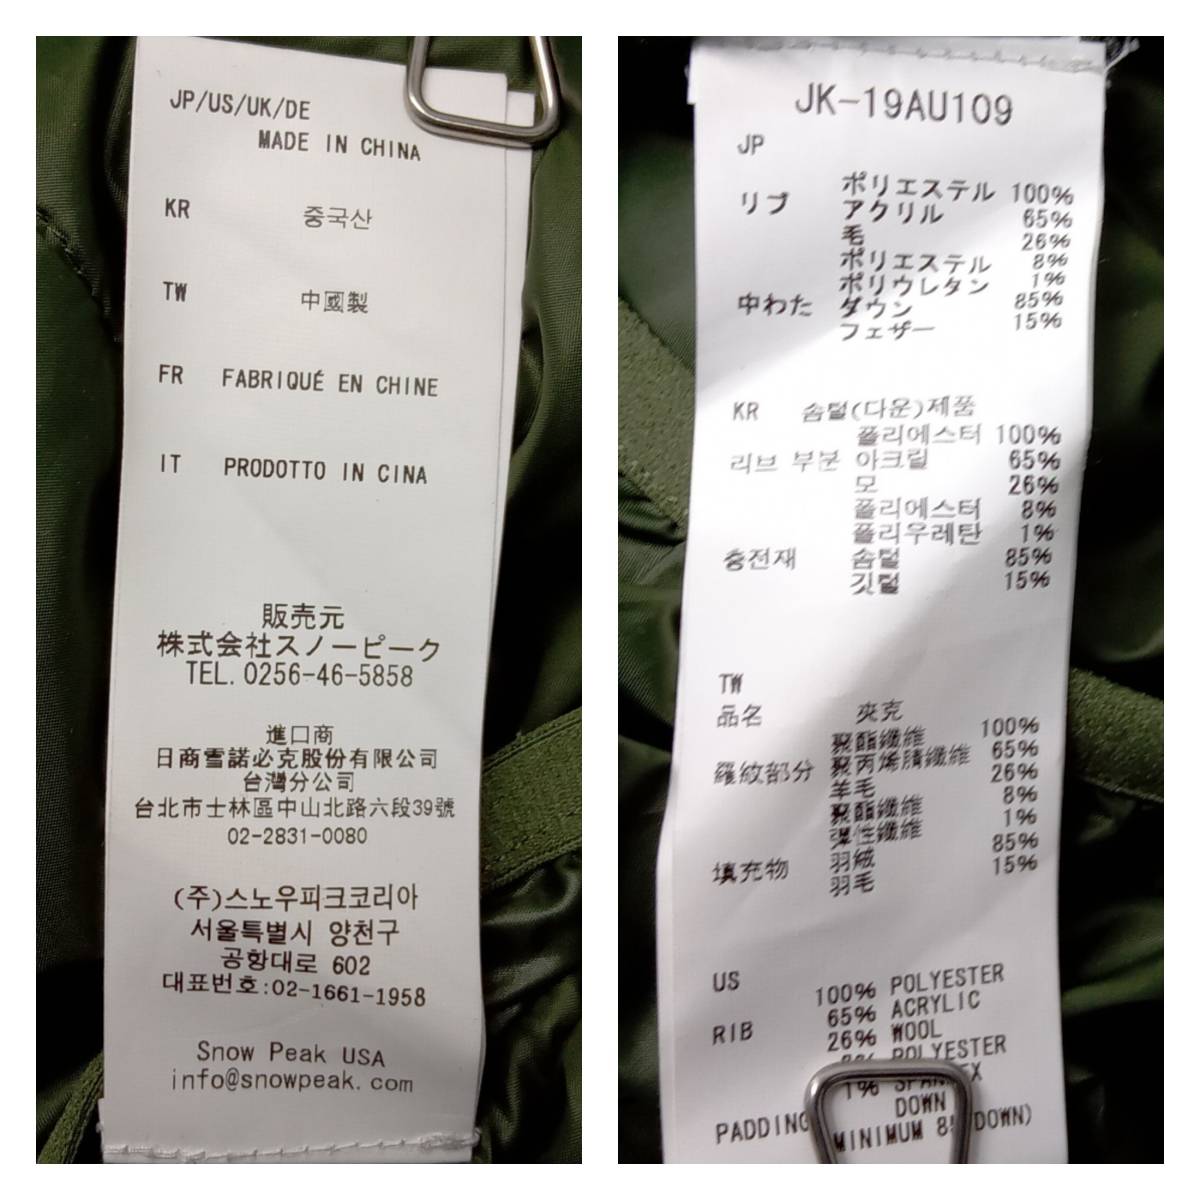 JP/US/UK/DE
MADE IN CHINA
KR 중국산
TW 中國製
FR FABRIQUÉ EN CHINE
IT PRODOTTO IN CINA
販売元
株式会社スノーピーク
TEL. 0256-46-5858
進口商
日商雪諾必克股份有限公司
台灣分公司
台北市士林區中山北路六段39號
02-2831-0080
(주)스노우피크코리아
서울특별시 양천구
공항대로 602
대표번호:02-1661-1958
Snow Peak USA
info@snowpeak.com
JK-19AU109
JP
ポリエステル 100%
リブ アクリル 65%
毛 26%
ポリエステル 8%
ポリウレタン 1%
中わた ダウン 85%
フェザー 15%
KR 솜털(다운)제품
폴리에스터 100%
리브 부분 아크릴 65%
모 26%
폴리에스터 8%
폴리우레탄 1%
충전재 솜털 85%
깃털 15%
TW
品名 夾克
聚酯纖維 100%
羅紋部分 聚丙烯腈纖維 65%
羊毛 26%
聚酯纖維 8%
彈性纖維 1%
填充物 羽絨 85%
羽毛 15%
US
100% POLYESTER
RIB 65% ACRYLIC
26% WOOL
8% POLYESTER
1%
PADDING DOWN
MINIMUM DOWN)